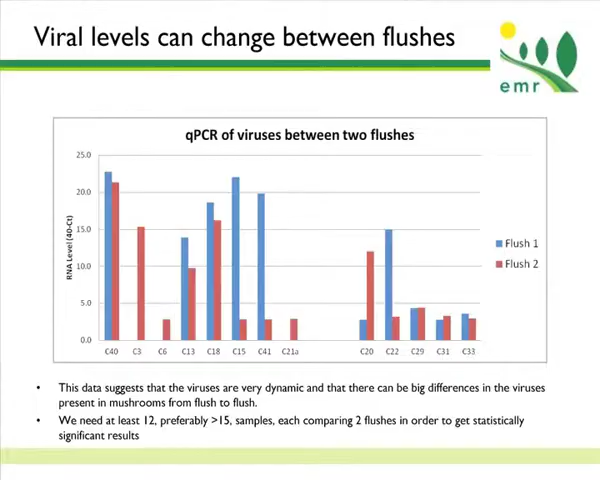 Viral levels can change between flushes
emr
qPCR of viruses between two flushes
25.0
20.0
15.0
10.0
5.0
0.0
RNA Level (40-Ct)
C40 C3 C6 C13 C18 C15 C41 C21a C20 C22 C29 C31 C33
Flush 1
Flush 2
• This data suggests that the viruses are very dynamic and that there can be big differences in the viruses
present in mushrooms from flush to flush.
• We need at least 12, preferably >15, samples, each comparing 2 flushes in order to get statistically
significant results